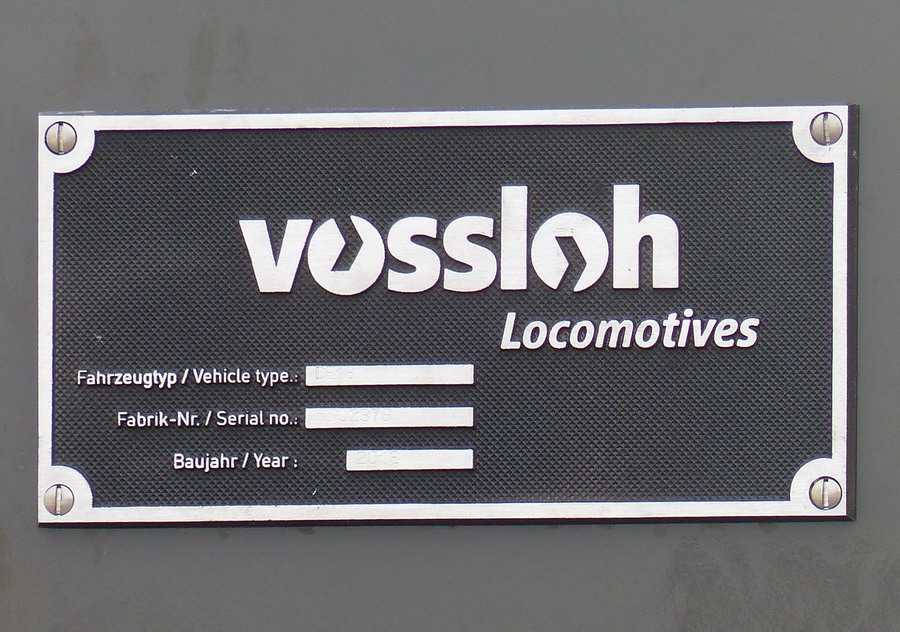 vossloh
Locomotives
Fahrzeugtyp / Vehicle type.:
Fabrik-Nr. / Serial no.:
Baujahr / Year :